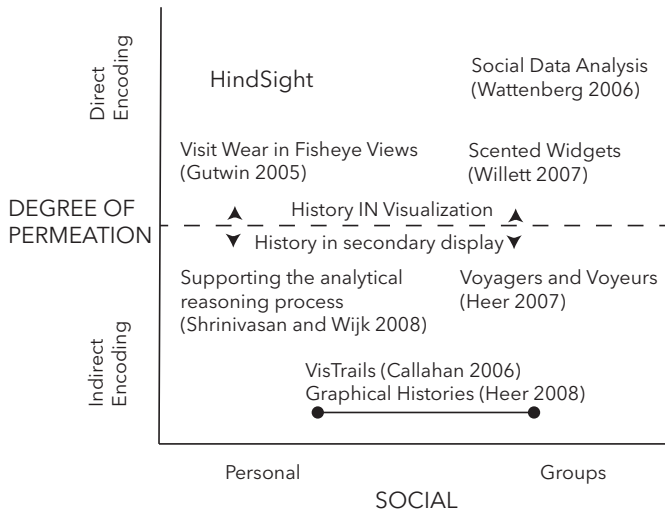 Direct
Encoding
HindSight
Social Data Analysis
(Wattenberg 2006)
Visit Wear in Fisheye Views
(Gutwin 2005)
Scented Widgets
(Willett 2007)
DEGREE OF
PERMEATION
History IN Visualization
History in secondary display
Supporting the analytical
reasoning process
(Shrinivasan and Wijk 2008)
Voyagers and Voyeurs
(Heer 2007)
Indirect
Encoding
VisTrails (Callahan 2006)
Graphical Histories (Heer 2008)
Personal
Groups
SOCIAL